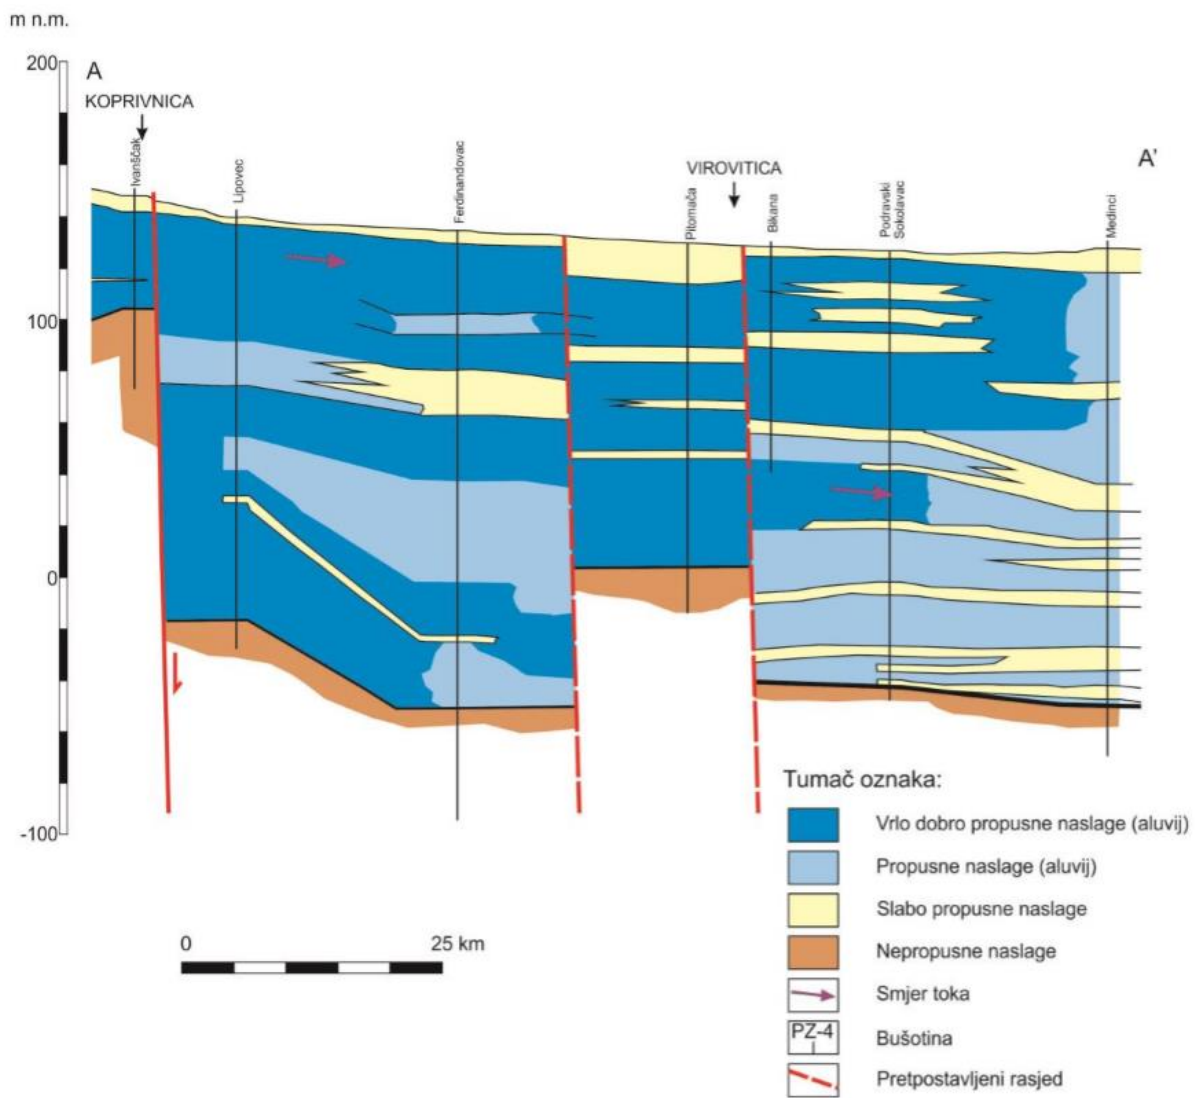 m n.m.
200
A
KOPRIVNICA
Ivanščak
Lipovec
Ferdinandovac
VIROVITICA
Pitomača
Bikana
Podravski
Sokolavac
A'
Medinci
100
0
-100
0 25 km
Tumač oznaka:
Vrlo dobro propusne naslage (aluvij)
Propusne naslage (aluvij)
Slabo propusne naslage
Nepropusne naslage
Smjer toka
PZ-4 Bušotina
Pretpostavljeni rasjed